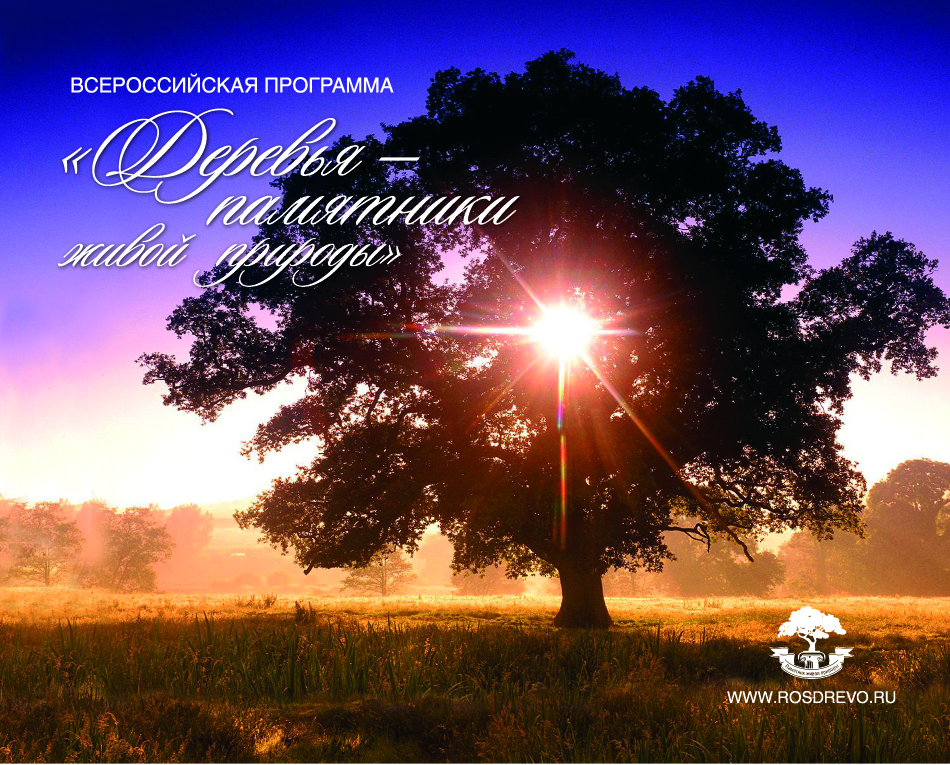 ВСЕРОССИЙСКАЯ ПРОГРАММА
«Деревья –
памятники
живой природы»
WWW.ROSDREVO.RU